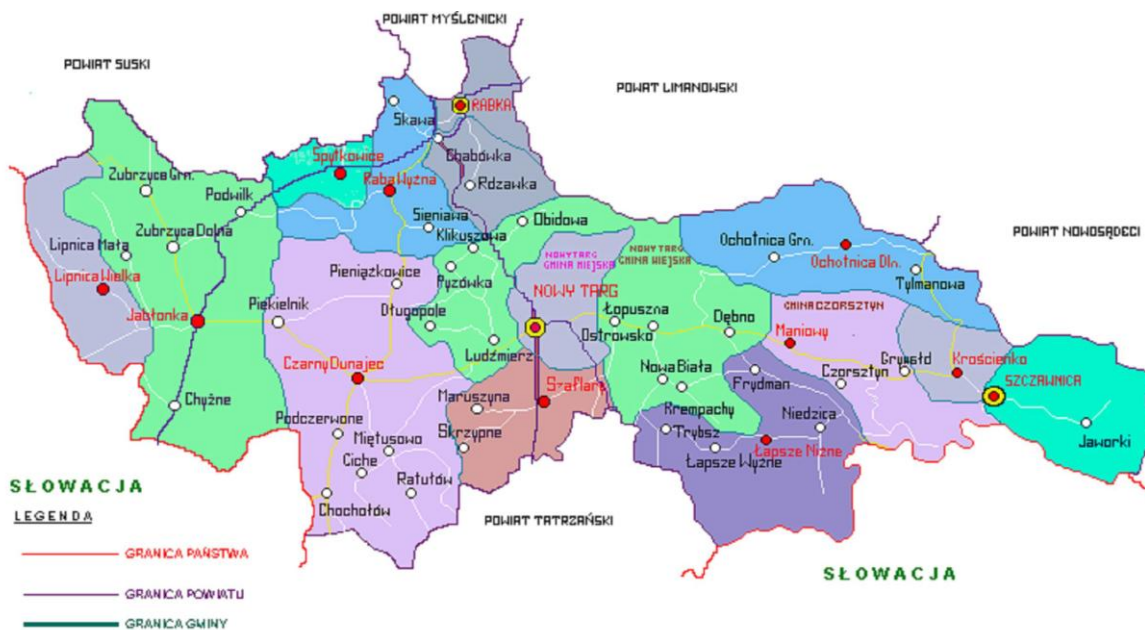 POWIAT MYŚLENICKI
POWIAT SUSKI
POWIAT LIMANOWSKI
RABKA
Skawa
Chabówka
Spytkowice
Rdzawka
Raba Wyżna
Zubrzyca Grn.
Podwilk
Sieniawa
Obidowa
Klikuszowa
Zubrzyca Dolna
Lipnica Mała
NOWY TARG
GMINA MIEJSKA
NOWY TARG
GMINA WIEJSKA
Ochotnica Grn.
Ochotnica Dln.
POWIAT NOWOSĄDECI
Lipnica Wielka
Pieniążkowice
Pyzówka
Tylmanowa
NOWY TARG
Piekielnik
Długopole
Łopuszna
GMINA CZORSZTYN
Jabłonka
Ostrowsko
Dębno
Maniowy
Ludźmierz
Czarny Dunajec
Krościenko
Nowa Biała
Frydman
Czorsztyn
SZCZAWNICA
Szaflary
Maruszyna
Krempachy
Niedzica
Chyżne
Podczerwone
Skrzypne
Trybsz
Jaworki
Miętusowo
Łapsze Niżne
Łapsze Wyżne
Ciche
Ratułów
Chochołów
POWIAT TATRZAŃSKI
SŁOWACJA
SŁOWACJA
LEGENDA
GRANICA PAŃSTWA
GRANICA POWIATU
GRANICA GMINY